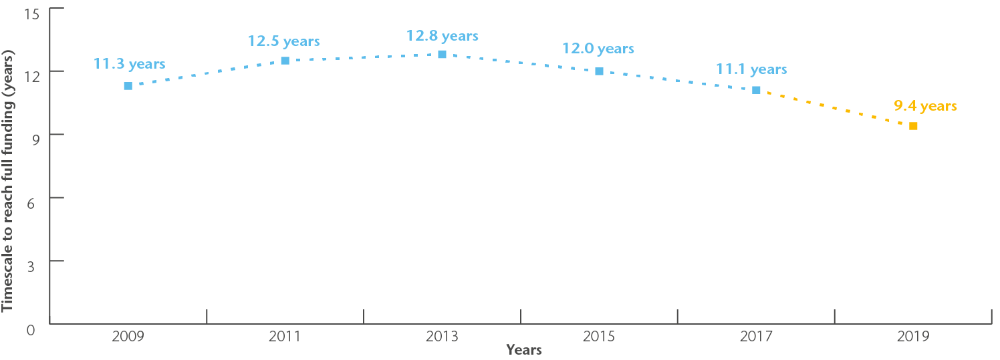 Timescale to reach full funding (years)
15
12
9
6
3
0
11.3 years
12.5 years
12.8 years
12.0 years
11.1 years
9.4 years
2009
2011
2013
2015
2017
2019
Years